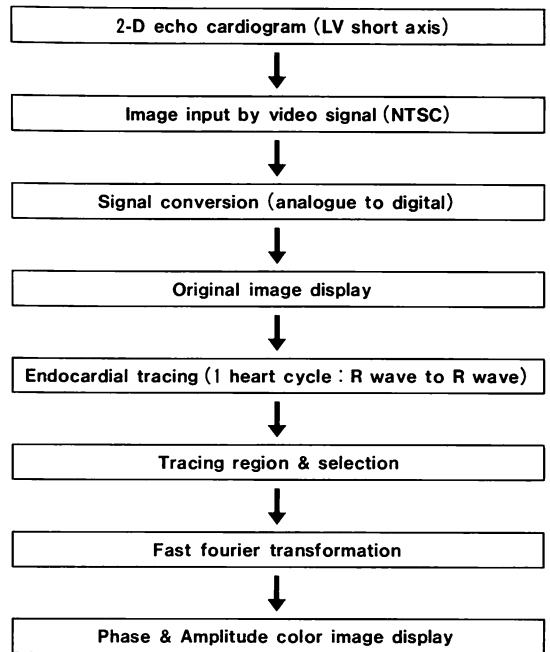 2-D echo cardiogram (LV short axis)
Image input by video signal (NTSC)
Signal conversion (analogue to digital)
Original image display
Endocardial tracing (1 heart cycle : R wave to R wave)
Tracing region & selection
Fast fourier transformation
Phase & Amplitude color image display